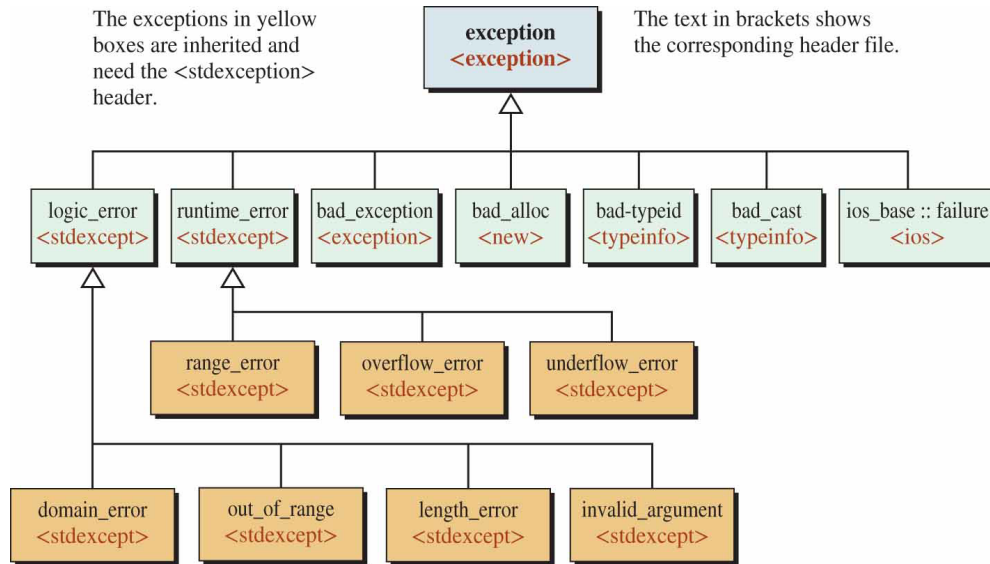 The exceptions in yellow
boxes are inherited and
need the <stdexception>
header.
exception
<exception>
The text in brackets shows
the corresponding header file.
logic_error
<stdexcept>
runtime_error
<stdexcept>
bad_exception
<exception>
bad_alloc
<new>
bad-typeid
<typeinfo>
bad_cast
<typeinfo>
ios_base :: failure
<ios>
range_error
<stdexcept>
overflow_error
<stdexcept>
underflow_error
<stdexcept>
domain_error
<stdexcept>
out_of_range
<stdexcept>
length_error
<stdexcept>
invalid_argument
<stdexcept>